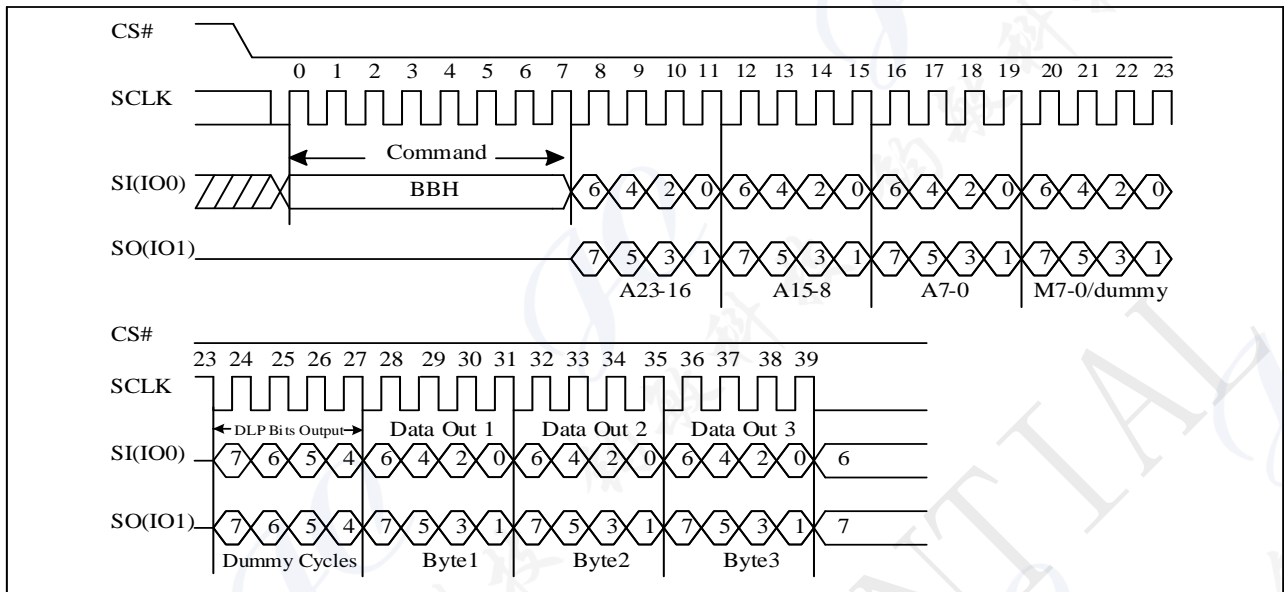 CS#
0 1 2 3 4 5 6 7 8 9 10 11 12 13 14 15 16 17 18 19 20 21 22 23
SCLK
Command
SI(IO0) BBH 6 4 2 0 6 4 2 0 6 4 2 0 6 4 2 0
SO(IO1) 7 5 3 1 7 5 3 1 7 5 3 1 7 5 3 1
A23-16 A15-8 A7-0 M7-0/dummy
CS#
23 24 25 26 27 28 29 30 31 32 33 34 35 36 37 38 39
SCLK
DLP Bits Output Data Out 1 Data Out 2 Data Out 3
SI(IO0) 7 6 5 4 6 4 2 0 6 4 2 0 6 4 2 0 6
SO(IO1) 7 6 5 4 7 5 3 1 7 5 3 1 7 5 3 1 7
Dummy Cycles Byte1 Byte2 Byte3
NTIAL